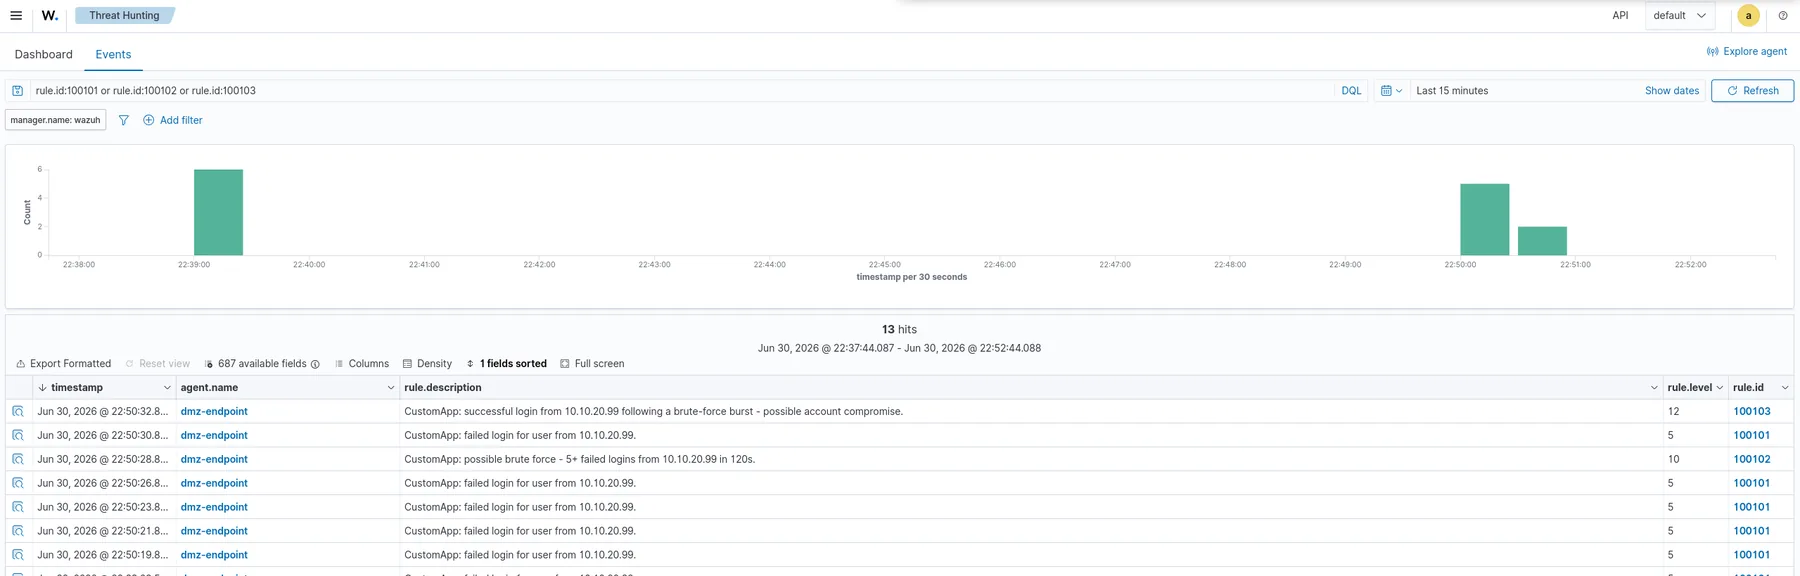 W. Threat Hunting API default a
Dashboard Events Explore agent
rule.id:100101 or rule.id:100102 or rule.id:100103 DQL Last 15 minutes Show dates Refresh
manager.name: wazuh Add filter
6
4
2
0
Count
22:38:00 22:39:00 22:40:00 22:41:00 22:42:00 22:43:00 22:44:00 22:45:00 22:46:00 22:47:00 22:48:00 22:49:00 22:50:00 22:51:00 22:52:00
timestamp per 30 seconds
13 hits
Jun 30, 2026 @ 22:37:44.087 - Jun 30, 2026 @ 22:52:44.088
Export Formatted Reset view 687 available fields Columns Density 1 fields sorted Full screen
timestamp agent.name rule.description rule.level rule.id
Jun 30, 2026 @ 22:50:32.8... dmz-endpoint CustomApp: successful login from 10.10.20.99 following a brute-force burst - possible account compromise. 12 100103
Jun 30, 2026 @ 22:50:30.8... dmz-endpoint CustomApp: failed login for user from 10.10.20.99. 5 100101
Jun 30, 2026 @ 22:50:28.8... dmz-endpoint CustomApp: possible brute force - 5+ failed logins from 10.10.20.99 in 120s. 10 100102
Jun 30, 2026 @ 22:50:26.8... dmz-endpoint CustomApp: failed login for user from 10.10.20.99. 5 100101
Jun 30, 2026 @ 22:50:23.8... dmz-endpoint CustomApp: failed login for user from 10.10.20.99. 5 100101
Jun 30, 2026 @ 22:50:21.8... dmz-endpoint CustomApp: failed login for user from 10.10.20.99. 5 100101
Jun 30, 2026 @ 22:50:19.8... dmz-endpoint CustomApp: failed login for user from 10.10.20.99. 5 100101